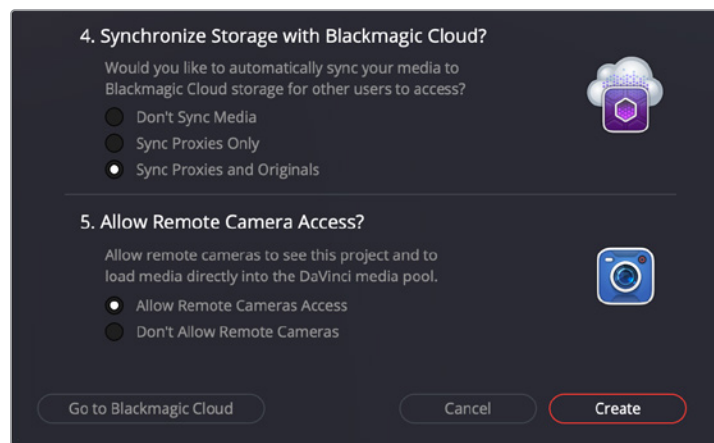 4. Synchronize Storage with Blackmagic Cloud?
Would you like to automatically sync your media to
Blackmagic Cloud storage for other users to access?
Don't Sync Media
Sync Proxies Only
Sync Proxies and Originals
5. Allow Remote Camera Access?
Allow remote cameras to see this project and to
load media directly into the DaVinci media pool.
Allow Remote Cameras Access
Don't Allow Remote Cameras
Go to Blackmagic Cloud
Cancel
Create